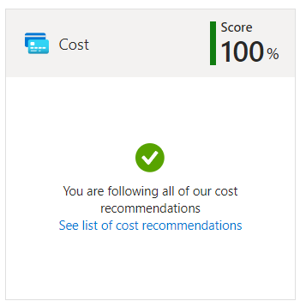 Cost
Score
100%
You are following all of our cost
recommendations
See list of cost recommendations